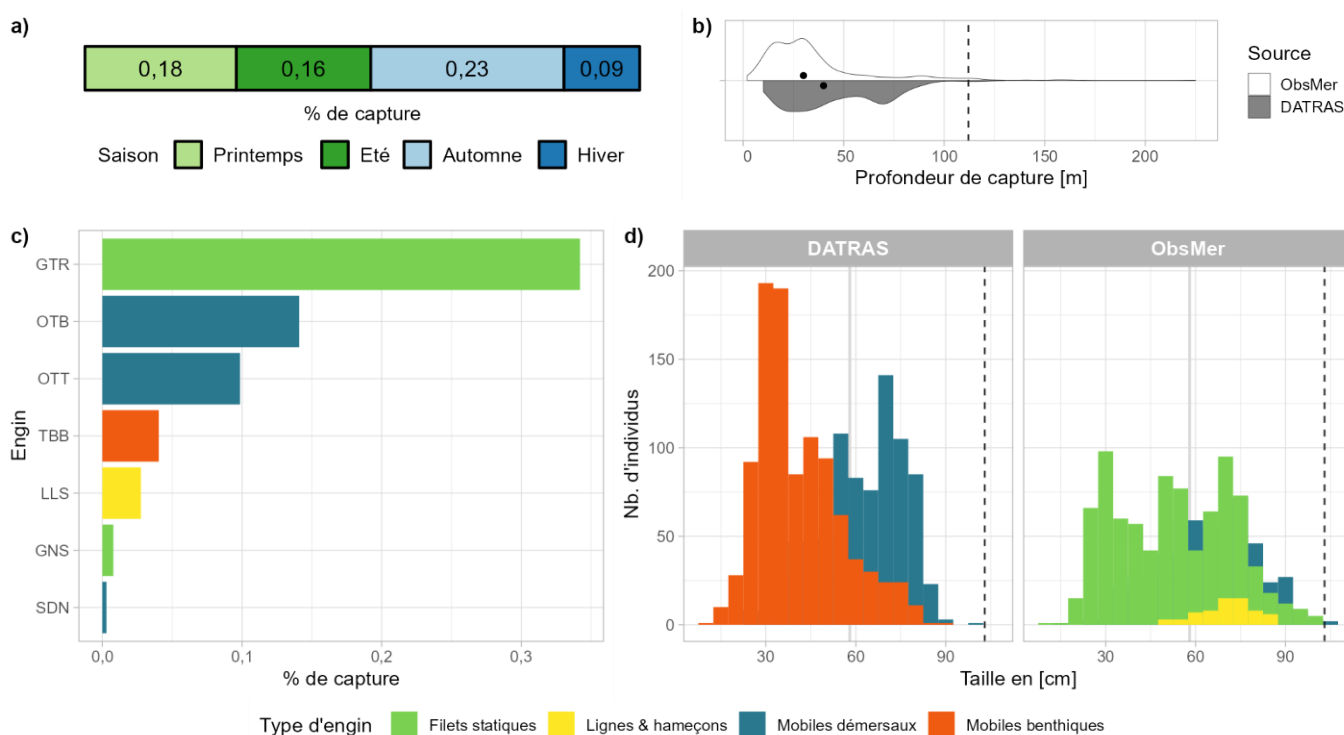 a)
0,18 0,16 0,23 0,09
% de capture
Saison Printemps Eté Automne Hiver
b)
0 50 100 150 200
Profondeur de capture [m]
Source
ObsMer
DATRAS
c)
Engin
GTR
OTB
OTT
TBB
LLS
GNS
SDN
0,0 0,1 0,2 0,3
% de capture
d)
DATRAS ObsMer
Nb. d'individus
200
150
100
50
0
30 60 90 30 60 90
Taille en [cm]
Type d'engin Filets statiques Lignes & hameçons Mobiles démersaux Mobiles benthiques